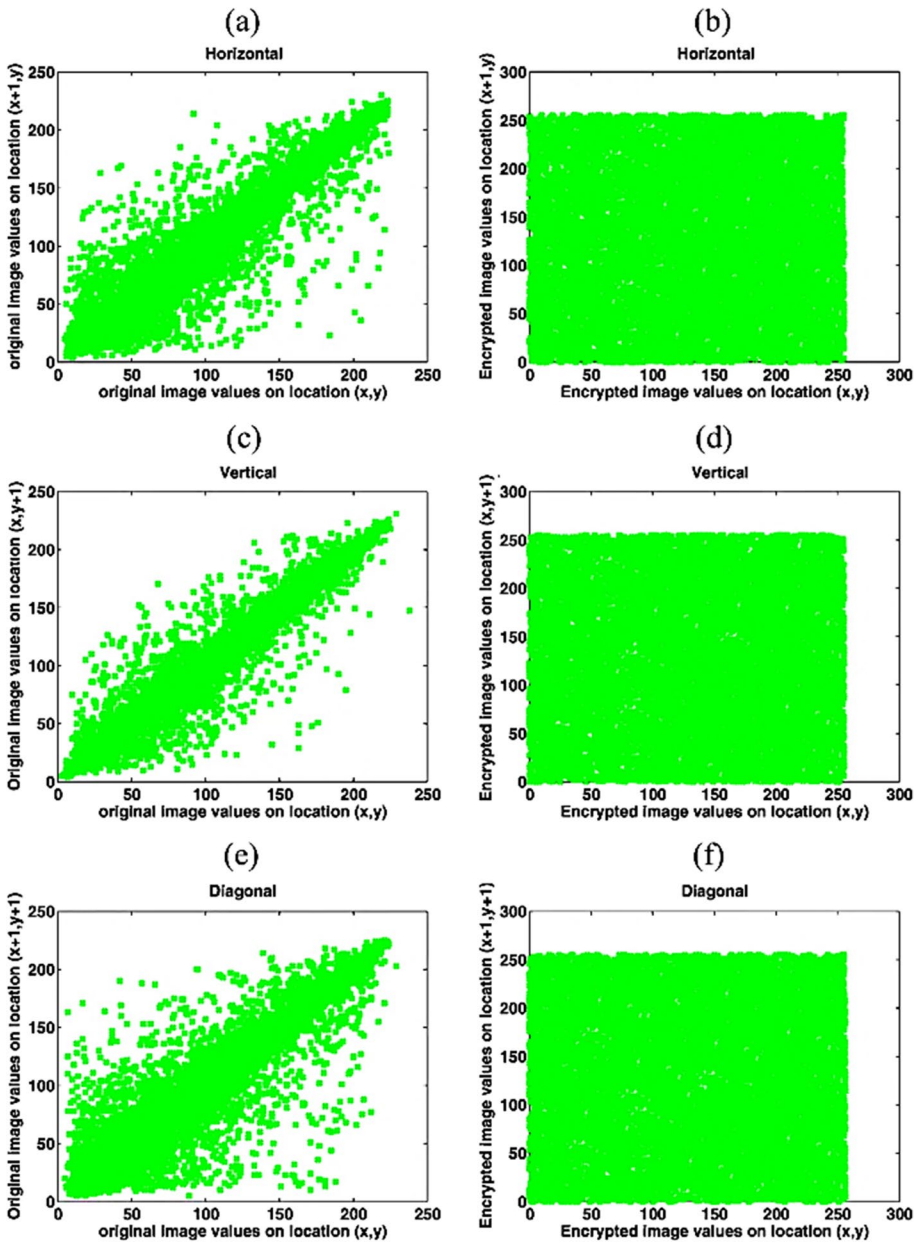 (a)
Horizontal
original image values on location (x+1,y)
250
200
150
100
50
0
0 50 100 150 200 250
original image values on location (x,y)
(b)
Horizontal
Encrypted image values on location (x+1,y)
300
250
200
150
100
50
0
0 50 100 150 200 250 300
Encrypted image values on location (x,y)
(c)
Vertical
Original image values on location (x,y+1)
250
200
150
100
50
0
0 50 100 150 200 250
original image values on location (x,y)
(d)
Vertical
Encrypted image values on location (x,y+1)
300
250
200
150
100
50
0
0 50 100 150 200 250 300
Encrypted image values on location (x,y)
(e)
Diagonal
Original image values on location (x+1,y+1)
250
200
150
100
50
0
0 50 100 150 200 250
original image values on location (x,y)
(f)
Diagonal
Encrypted image values on location (x+1,y+1)
300
250
200
150
100
50
0
0 50 100 150 200 250 300
Encrypted image values on location (x,y)